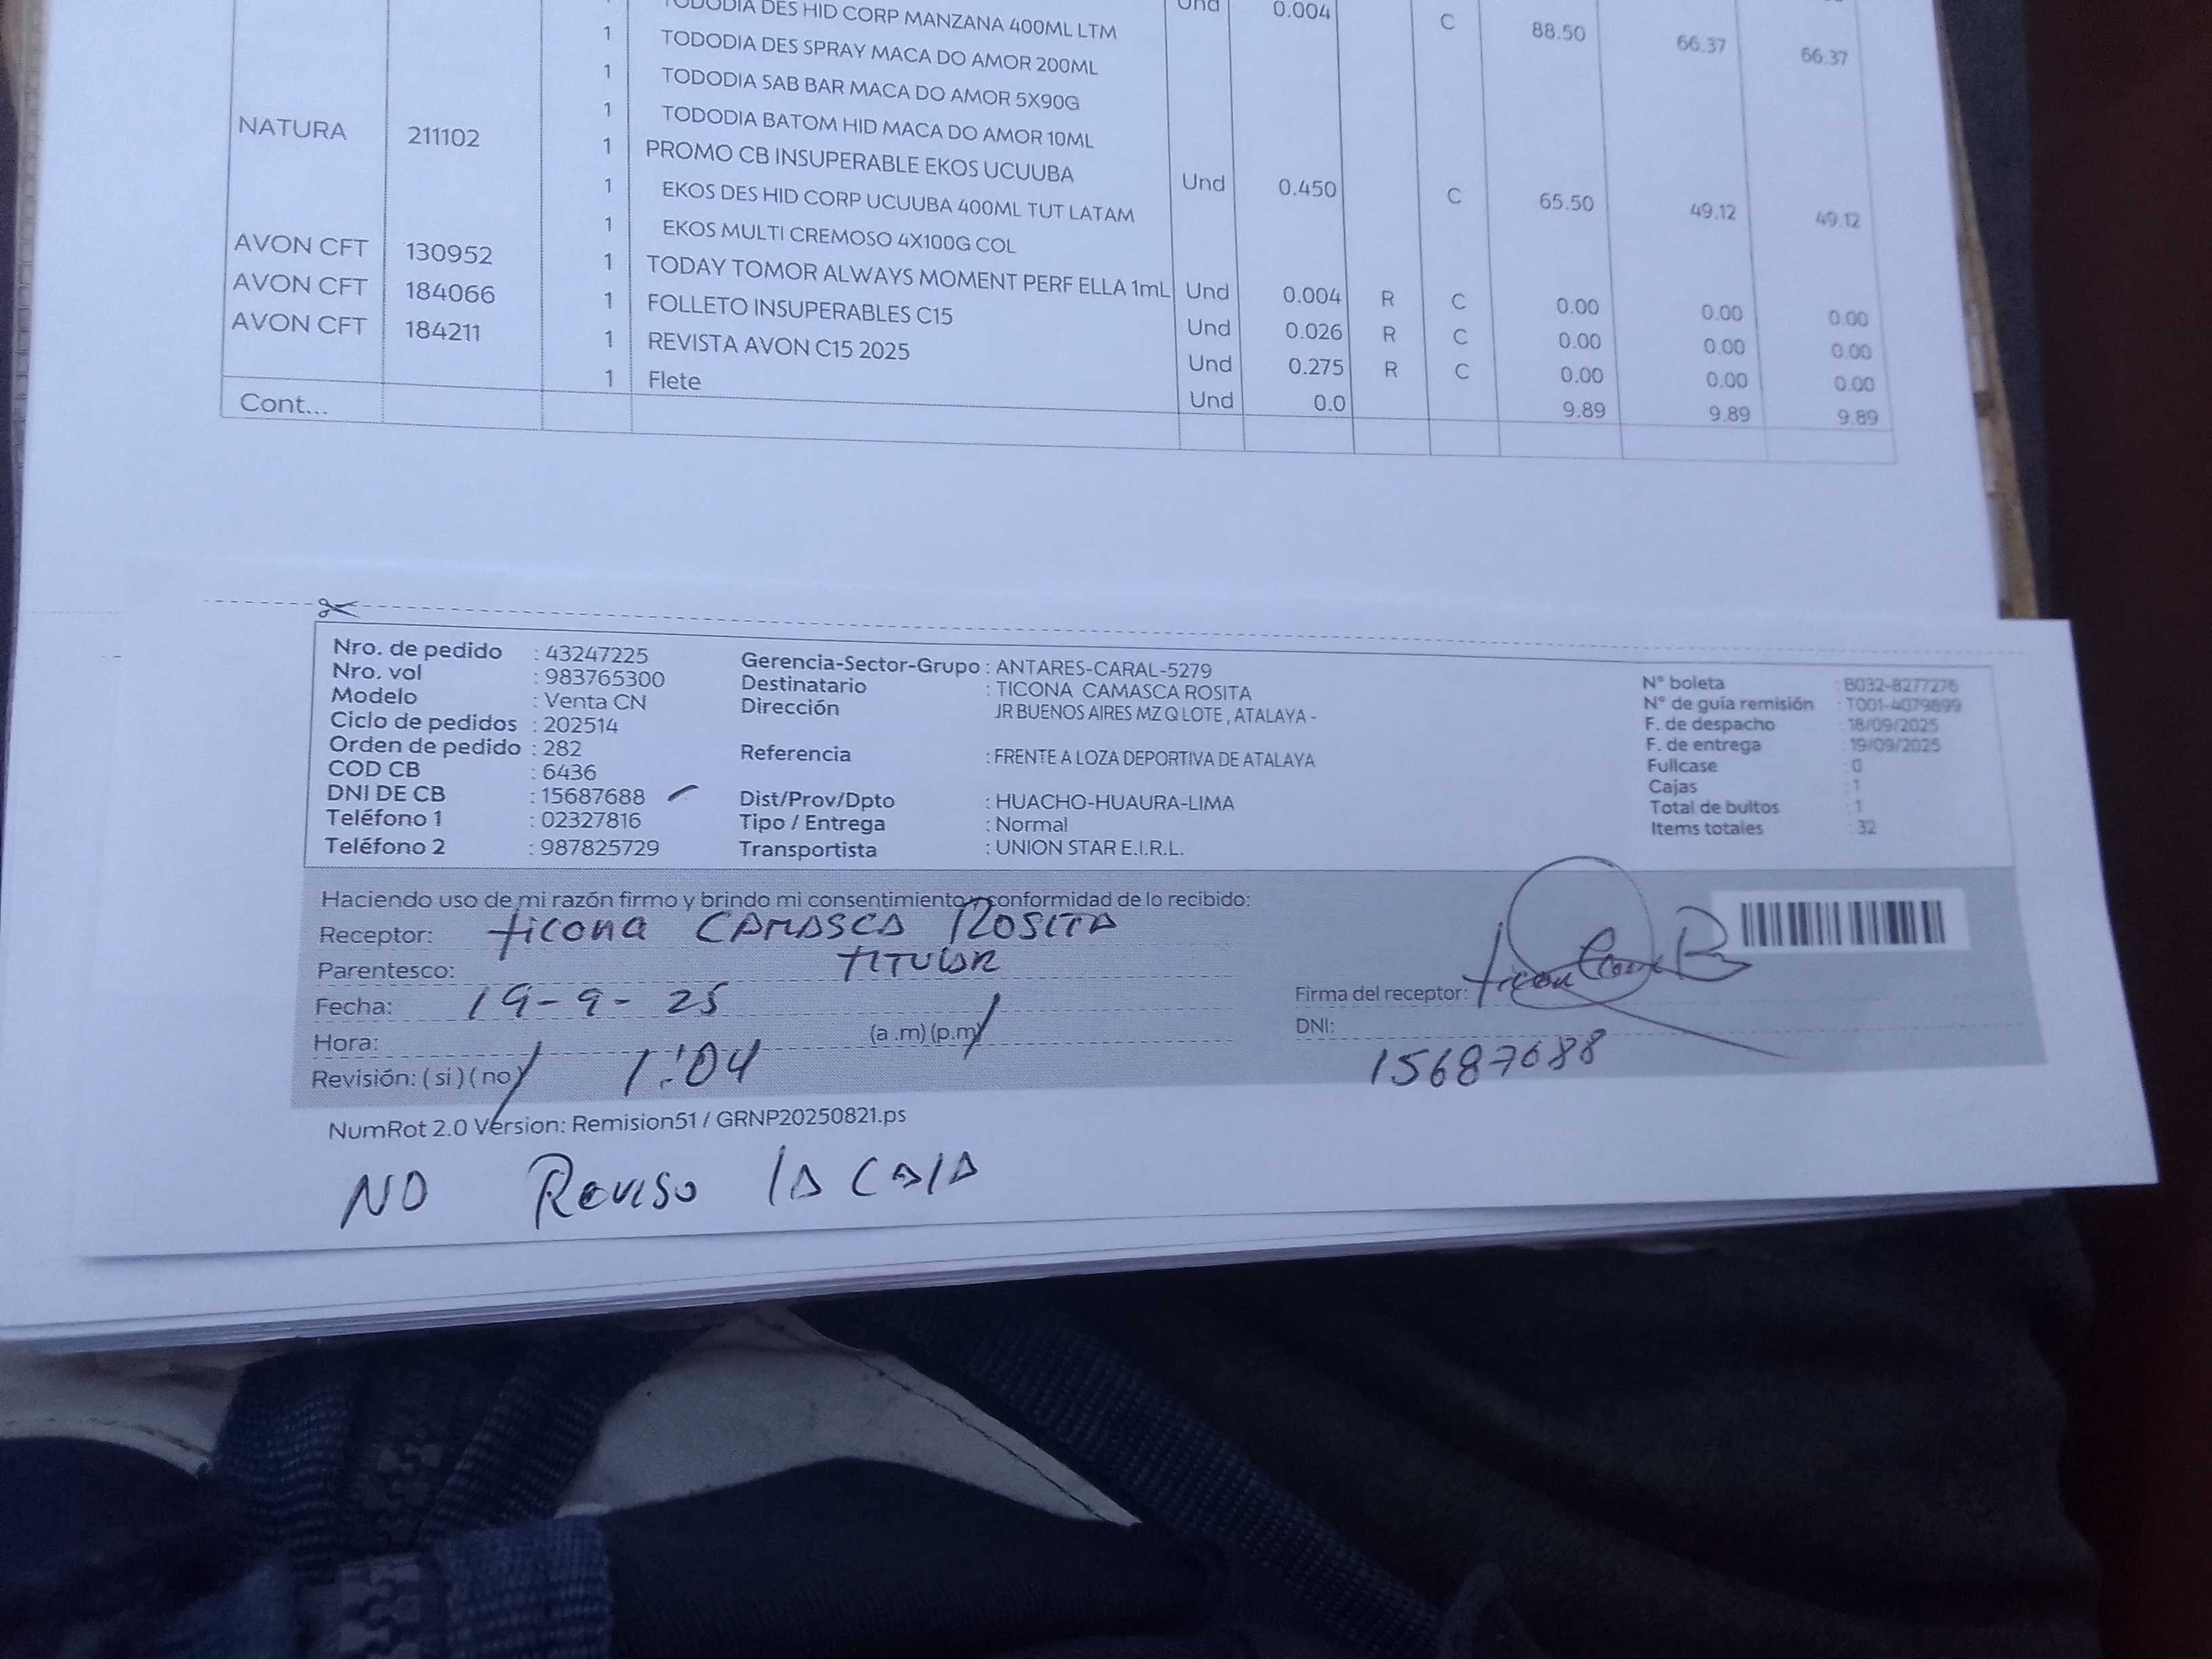 TODODIA DES HID CORP MANZANA 400ML LTM Und 0.004 C 88.50 66.37 66.37
1 TODODIA DES SPRAY MACA DO AMOR 200ML
1 TODODIA SAB BAR MACA DO AMOR 5X90G
1 TODODIA BATOM HID MACA DO AMOR 10ML
NATURA 211102 1 PROMO CB INSUPERABLE EKOS UCUUBA Und 0.450 C 65.50 49.12 49.12
1 EKOS DES HID CORP UCUUBA 400ML TUT LATAM
1 EKOS MULTI CREMOSO 4X100G COL
AVON CFT 130952 1 TODAY TOMOR ALWAYS MOMENT PERF ELLA 1mL Und 0.004 R C 0.00 0.00 0.00
AVON CFT 184066 1 FOLLETO INSUPERABLES C15 Und 0.026 R C 0.00 0.00 0.00
AVON CFT 184211 1 REVISTA AVON C15 2025 Und 0.275 R C 0.00 0.00 0.00
1 Flete Und 0.0 9.89 9.89 9.89
Cont...
Nro. de pedido : 43247225
Nro. vol : 983765300
Modelo : Venta CN
Ciclo de pedidos : 202514
Orden de pedido : 282
COD CB : 6436
DNI DE CB : 15687688
Teléfono 1 : 02327816
Teléfono 2 : 987825729
Gerencia-Sector-Grupo : ANTARES-CARAL-5279
Destinatario : TICONA CAMASCA ROSITA
Dirección JR BUENOS AIRES MZ Q LOTE , ATALAYA -
Referencia : FRENTE A LOZA DEPORTIVA DE ATALAYA
Dist/Prov/Dpto : HUACHO-HUAURA-LIMA
Tipo / Entrega : Normal
Transportista : UNION STAR E.I.R.L.
N° boleta : B032-8277276
N° de guía remisión : T001-4079899
F. de despacho : 18/09/2025
F. de entrega : 19/09/2025
Fullcase : 0
Cajas : 1
Total de bultos : 1
Items totales : 32
Haciendo uso de mi razón firmo y brindo mi consentimiento y conformidad de lo recibido:
Receptor: ticona CAMASCA ROSITA
Parentesco: TITULAR
Fecha: 19-9-25
Hora: 1:04 (a .m) (p.m)
Revisión: ( si ) ( no )
Firma del receptor:
DNI: 15687688
NumRot 2.0 Version: Remision51 / GRNP20250821.ps
NO Reviso la CAJA